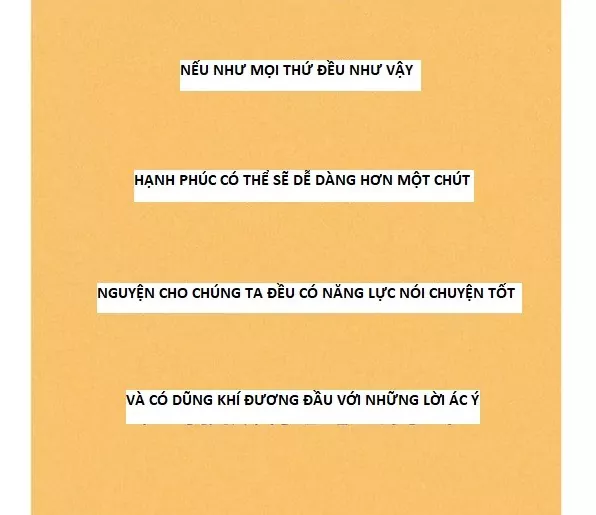 NẾU NHƯ MỌI THỨ ĐỀU NHƯ VẬY
HẠNH PHÚC CÓ THỂ SẼ DỄ DÀNG HƠN MỘT CHÚT
NGUYỆN CHO CHÚNG TA ĐỀU CÓ NĂNG LỰC NÓI CHUYỆN TỐT
VÀ CÓ DŨNG KHÍ ĐƯƠNG ĐẦU VỚI NHỮNG LỜI ÁC Ý